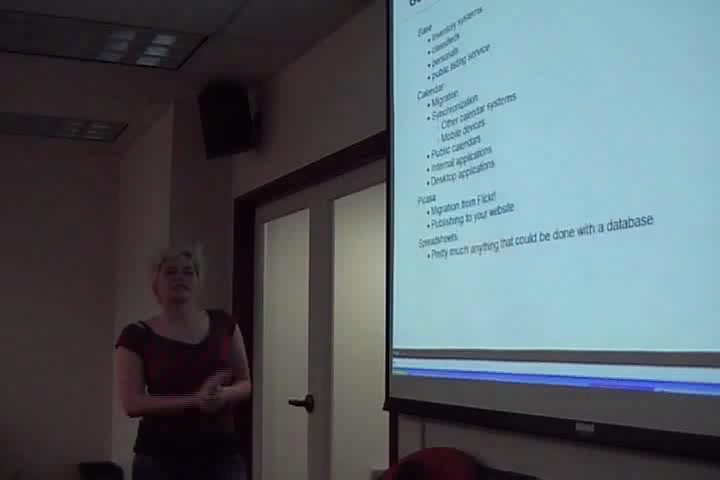 Base
• Inventory systems
• classifieds
• personals
• public listing service
Calendar
• Migration
• Synchronization
Other calendar systems
Mobile devices
• Public calendars
• Internal applications
• Desktop applications
Picasa
• Migration from Flickr!
• Publishing to your website
Spreadsheets
• Pretty much anything that could be done with a database